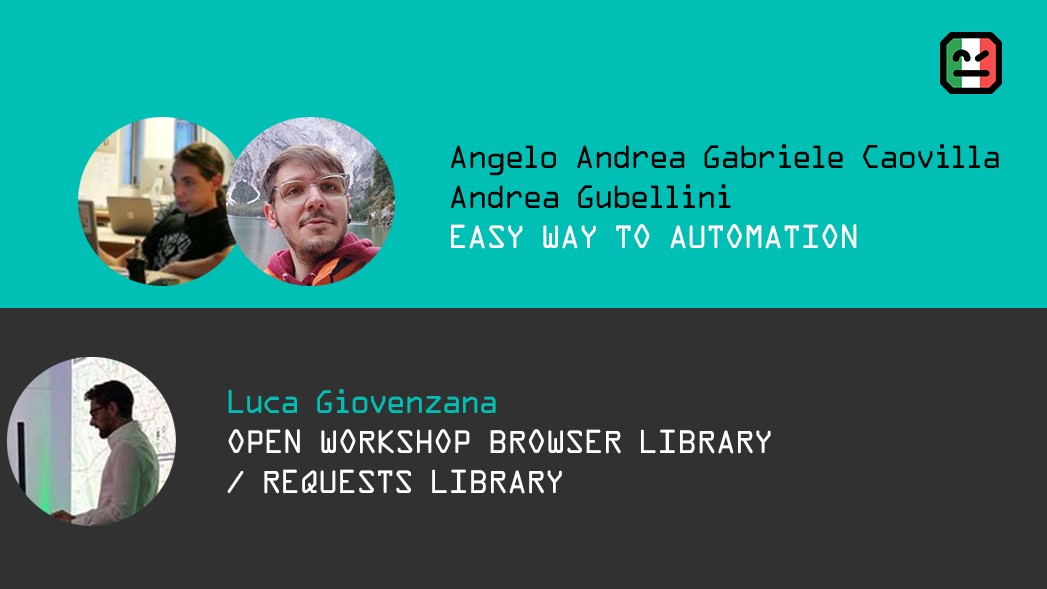 Angelo Andrea Gabriele Caovilla
Andrea Gubellini
EASY WAY TO AUTOMATION
Luca Giovenzana
OPEN WORKSHOP BROWSER LIBRARY
/ REQUESTS LIBRARY